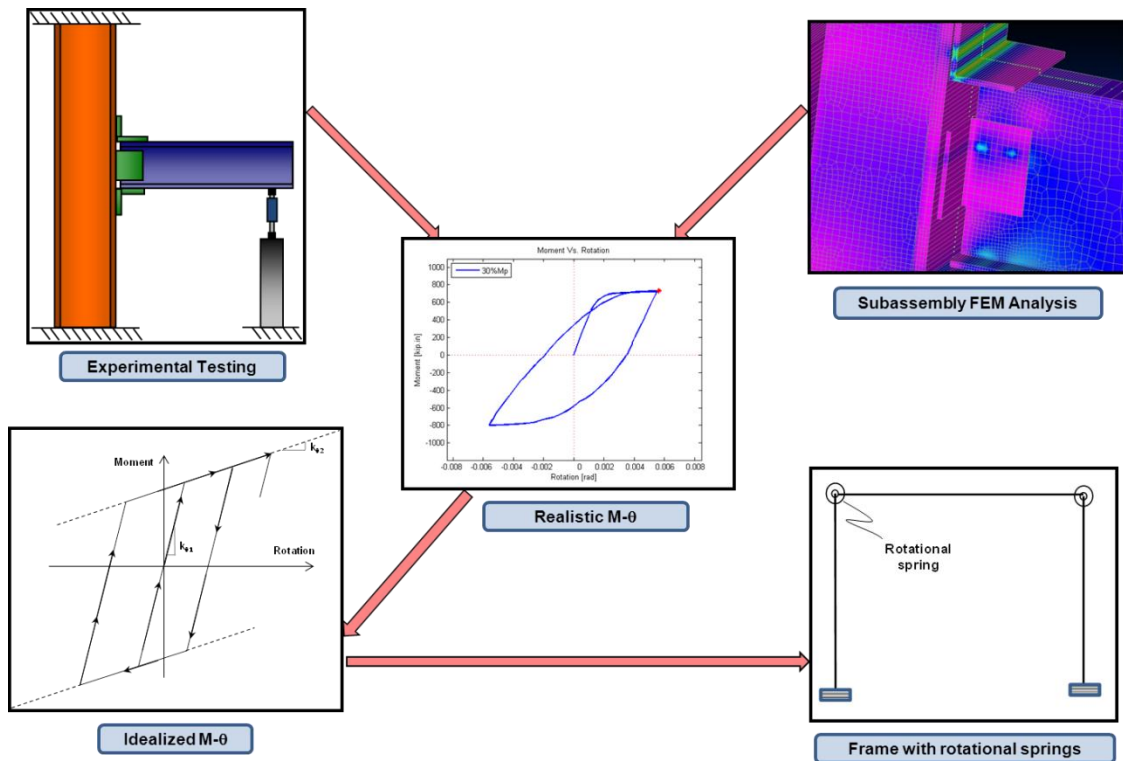 Experimental Testing
Subassembly FEM Analysis
Moment Vs. Rotation
30%Mp
Moment [kip.in]
1000
800
600
400
200
0
-200
-400
-600
-800
-1000
-0.008 -0.006 -0.004 -0.002 0 0.002 0.004 0.006 0.008
Rotation [rad]
Realistic M-θ
Moment
kφ2
kφ1
Rotation
Idealized M-θ
Rotational
spring
Frame with rotational springs